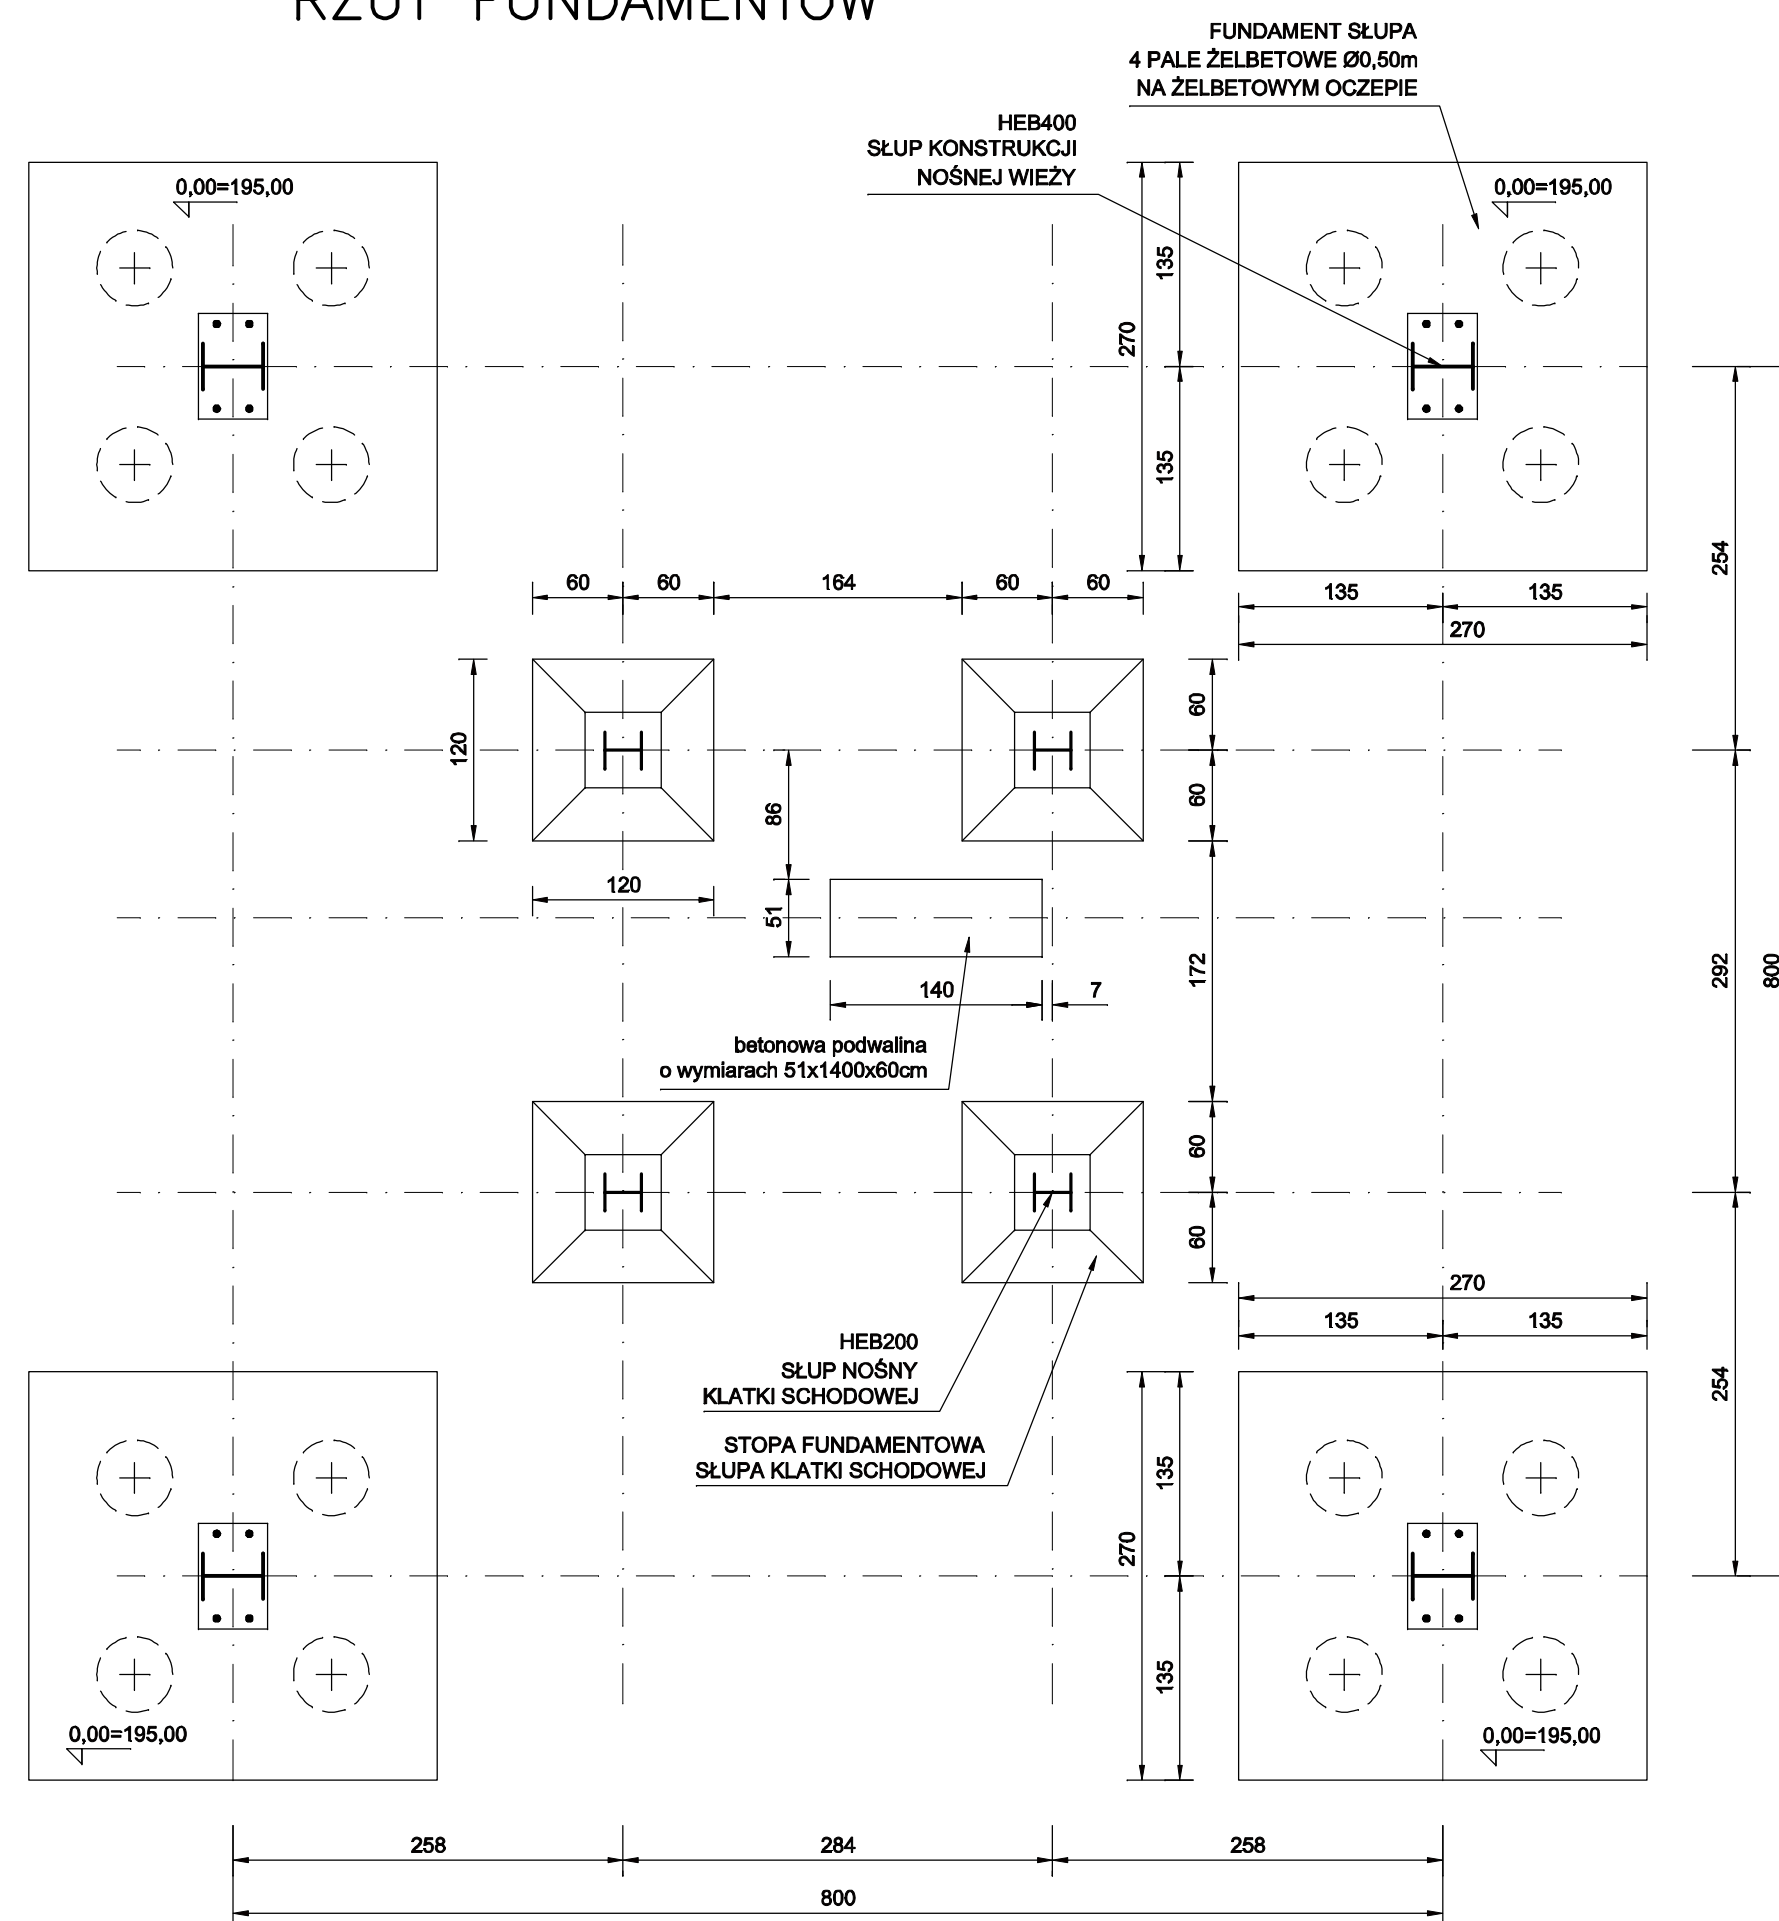 RZUT FUNDAMENTÓW
FUNDAMENT SŁUPA
4 PALE ŻELBETOWE Ø0,50m
NA ŻELBETOWYM OCZEPIE
HEB400
SŁUP KONSTRUKCJI
NOŚNEJ WIEŻY
0,00=195,00
0,00=195,00
135
270
135
254
60
60
164
60
60
135
135
270
60
120
60
86
120
51
172
292
800
140
7
betonowa podwalina
o wymiarach 51x1400x60cm
60
60
270
135
135
HEB200
SŁUP NOŚNY
KLATKI SCHODOWEJ
254
STOPA FUNDAMENTOWA
SŁUPA KLATKI SCHODOWEJ
135
270
135
0,00=195,00
0,00=195,00
258
284
258
800